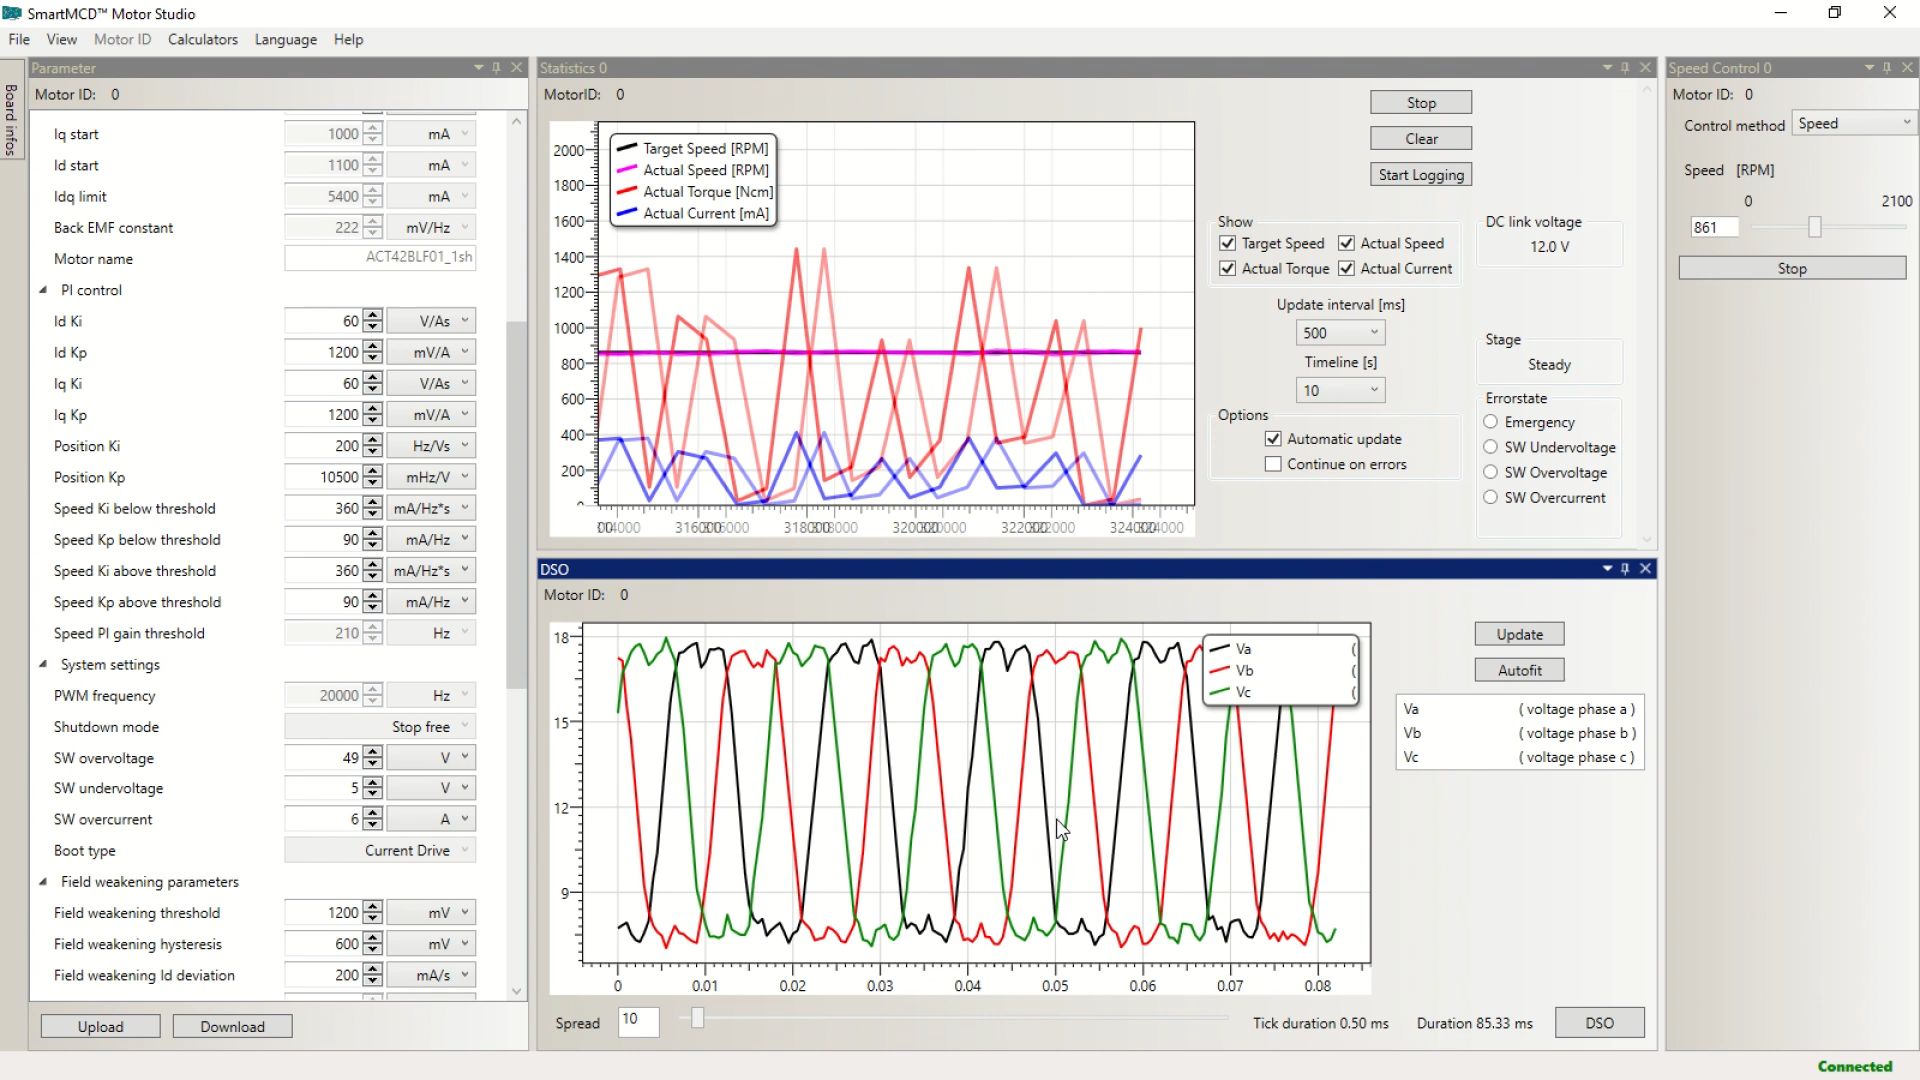 SmartMCD™ Motor Studio
File View Motor ID Calculators Language Help
Board infos
Parameter
Motor ID: 0
Iq start 1000 mA
Id start 1100 mA
Idq limit 5400 mA
Back EMF constant 222 mV/Hz
Motor name ACT42BLF01_1sh
PI control
Id Ki 60 V/As
Id Kp 1200 mV/A
Iq Ki 60 V/As
Iq Kp 1200 mV/A
Position Ki 200 Hz/Vs
Position Kp 10500 mHz/V
Speed Ki below threshold 360 mA/Hz*s
Speed Kp below threshold 90 mA/Hz
Speed Ki above threshold 360 mA/Hz*s
Speed Kp above threshold 90 mA/Hz
Speed PI gain threshold 210 Hz
System settings
PWM frequency 20000 Hz
Shutdown mode Stop free
SW overvoltage 49 V
SW undervoltage 5 V
SW overcurrent 6 A
Boot type Current Drive
Field weakening parameters
Field weakening threshold 1200 mV
Field weakening hysteresis 600 mV
Field weakening Id deviation 200 mA/s
Upload Download
Statistics 0
MotorID: 0
2000
1800
1600
1400
1200
1000
800
600
400
200
Target Speed [RPM]
Actual Speed [RPM]
Actual Torque [Ncm]
Actual Current [mA]
Stop
Clear
Start Logging
Show
Target Speed Actual Speed
Actual Torque Actual Current
Update interval [ms]
500
Timeline [s]
10
Options
Automatic update
Continue on errors
DC link voltage
12.0 V
Stage
Steady
Errorstate
Emergency
SW Undervoltage
SW Overvoltage
SW Overcurrent
DSO
Motor ID: 0
18
15
12
9
0 0.01 0.02 0.03 0.04 0.05 0.06 0.07 0.08
Va (
Vb (
Vc (
Update
Autofit
Va ( voltage phase a )
Vb ( voltage phase b )
Vc ( voltage phase c )
Spread 10 Tick duration 0.50 ms Duration 85.33 ms DSO
Speed Control 0
Motor ID: 0
Control method Speed
Speed [RPM]
0 2100
861
Stop
Connected